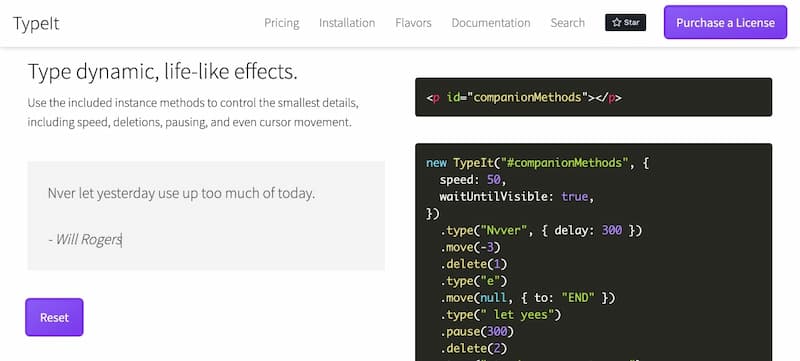 TypeIt
Pricing
Installation
Flavors
Documentation
Search
Star
Purchase a License
Type dynamic, life-like effects.
Use the included instance methods to control the smallest details,
including speed, deletions, pausing, and even cursor movement.
Nver let yesterday use up too much of today.
- Will Rogers
Reset
<p id="companionMethods"></p>
new TypeIt("#companionMethods", {
speed: 50,
waitUntilVisible: true,
})
.type("Nvver", { delay: 300 })
.move(-3)
.delete(1)
.type("e")
.move(null, { to: "END" })
.type(" let yees")
.pause(300)
.delete(2)